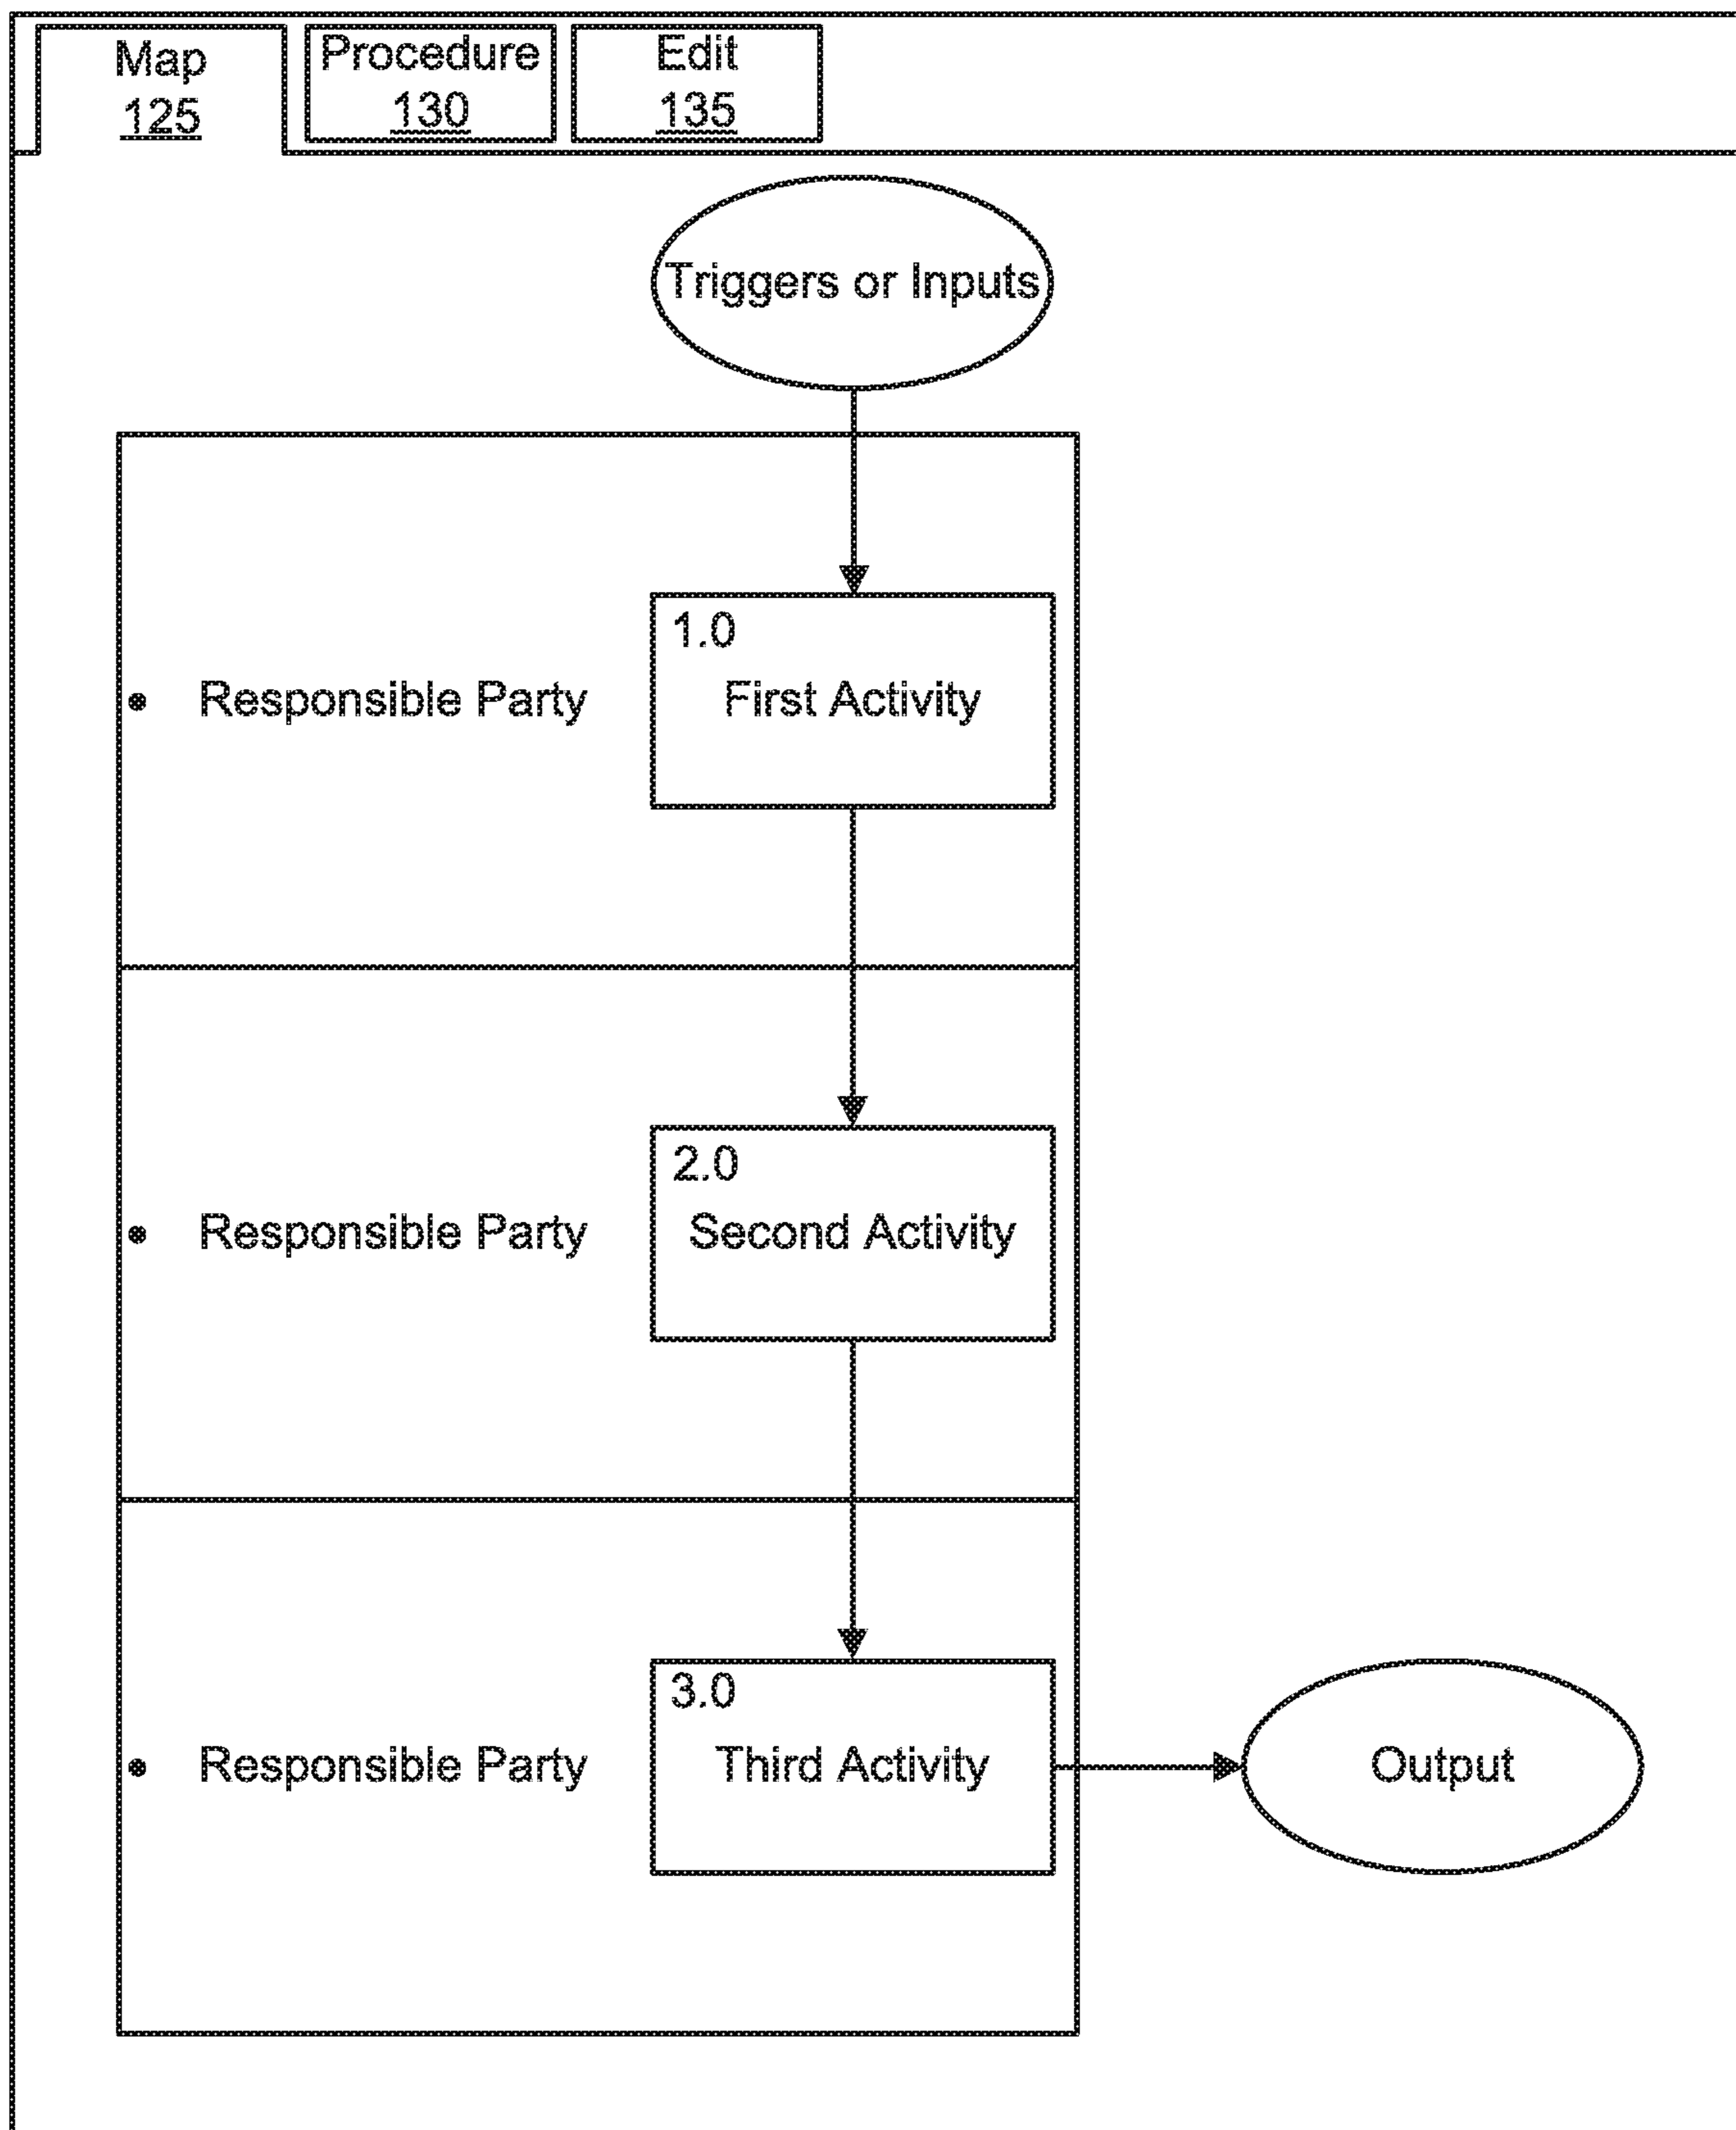 Map
125
Procedure
130
Edit
135
Triggers or Inputs
1.0
• Responsible Party
First Activity
2.0
• Responsible Party
Second Activity
3.0
• Responsible Party
Third Activity
Output